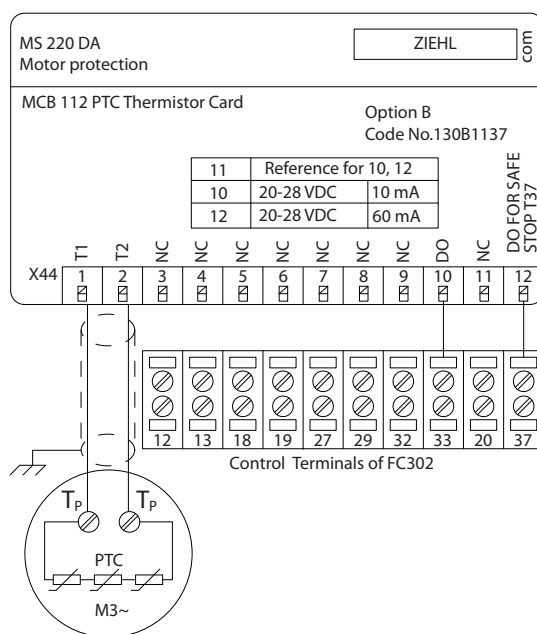 MS 220 DA
Motor protection
ZIEHL
com
MCB 112 PTC Thermistor Card
Option B
Code No.130B1137
11 Reference for 10, 12
10 20-28 VDC 10 mA
12 20-28 VDC 60 mA
T1 T2 NC NC NC NC NC NC NC DO NC DO FOR SAFE STOP T37
X44 1 2 3 4 5 6 7 8 9 10 11 12
12 13 18 19 27 29 32 33 20 37
Control Terminals of FC302
TP TP
PTC
M3~